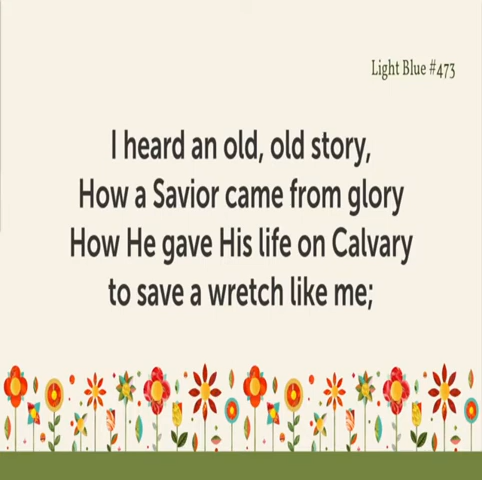 Light Blue #473
I heard an old, old story,
How a Savior came from glory
How He gave His life on Calvary
to save a wretch like me;